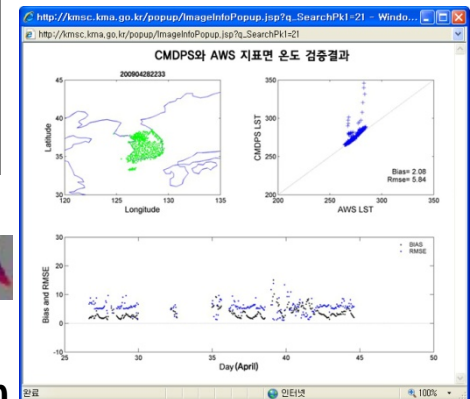 http://kmsc.kma.go.kr/popup/ImageInfoPopup.jsp?q_SearchPk1=21 - Windo...
http://kmsc.kma.go.kr/popup/ImageInfoPopup.jsp?q_SearchPk1=21
CMDPS와 AWS 지표면 온도 검증결과
200904282233
45
40
35
30
Latitude
120
125
130
135
Longitude
350
300
250
200
CMDPS LST
Bias= 2.08
Rmse= 5.84
200
250
300
350
AWS LST
30
20
10
0
-10
Bias and RMSE
BIAS
RMSE
25
30
35
40
45
50
Day(April)
완료
인터넷
100%